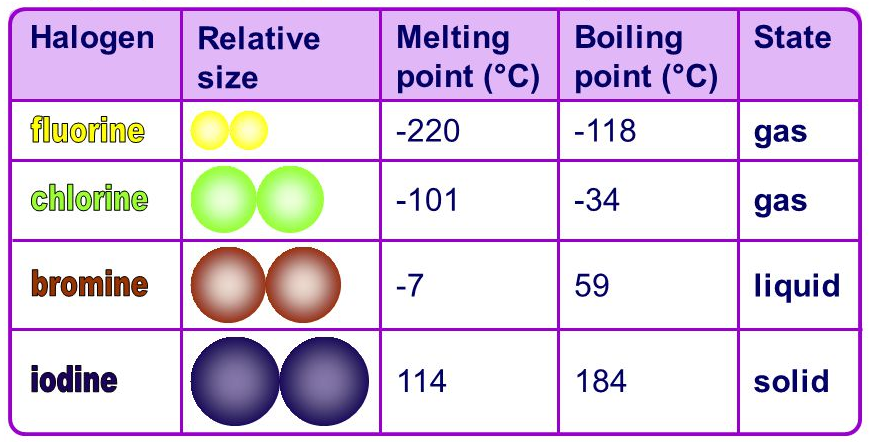 Halogen Relative size Melting point (°C) Boiling point (°C) State
fluorine -220 -118 gas
chlorine -101 -34 gas
bromine -7 59 liquid
iodine 114 184 solid